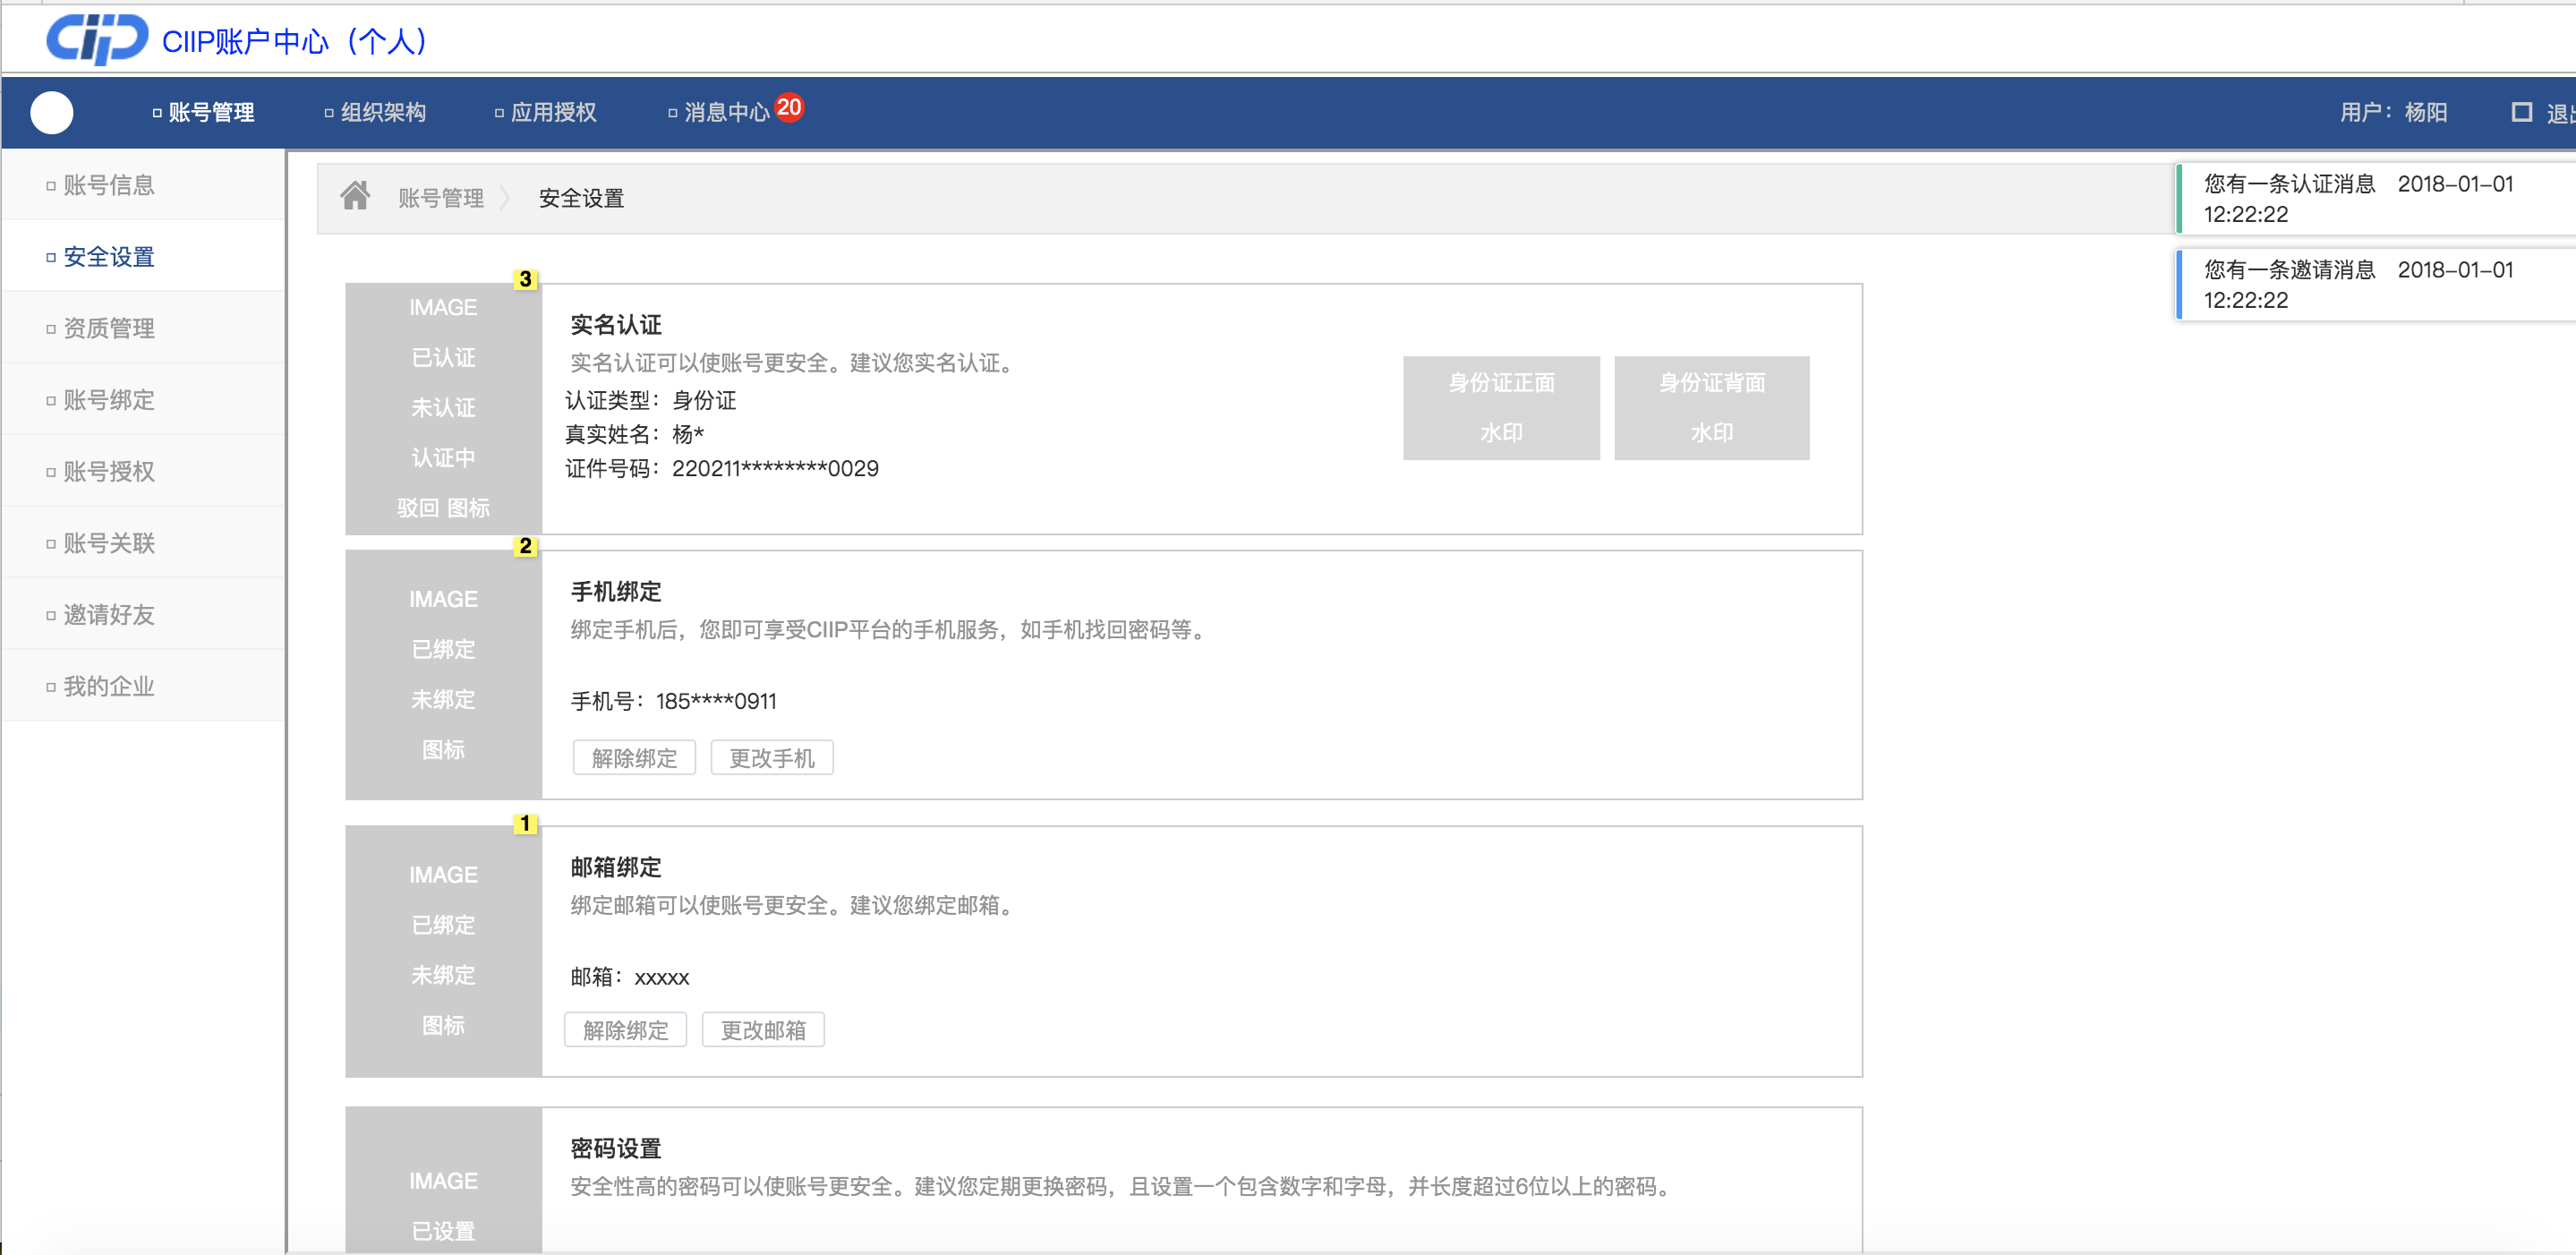 CIIP CIIP账户中心（个人）
账号管理 组织架构 应用授权 消息中心 20 用户：杨阳
账号信息
安全设置
资质管理
账号绑定
账号授权
账号关联
邀请好友
我的企业
账号管理 安全设置
您有一条认证消息 2018-01-01
12:22:22
您有一条邀请消息 2018-01-01
12:22:22
3
IMAGE
已认证
未认证
认证中
驳回 图标
实名认证
实名认证可以使账号更安全。建议您实名认证。
认证类型：身份证
真实姓名：杨*
证件号码：220211********0029
身份证正面
水印
身份证背面
水印
2
IMAGE
已绑定
未绑定
图标
手机绑定
绑定手机后，您即可享受CIIP平台的手机服务，如手机找回密码等。
手机号：185****0911
解除绑定 更改手机
1
IMAGE
已绑定
未绑定
图标
邮箱绑定
绑定邮箱可以使账号更安全。建议您绑定邮箱。
邮箱：xxxxx
解除绑定 更改邮箱
IMAGE
已设置
密码设置
安全性高的密码可以使账号更安全。建议您定期更换密码，且设置一个包含数字和字母，并长度超过6位以上的密码。